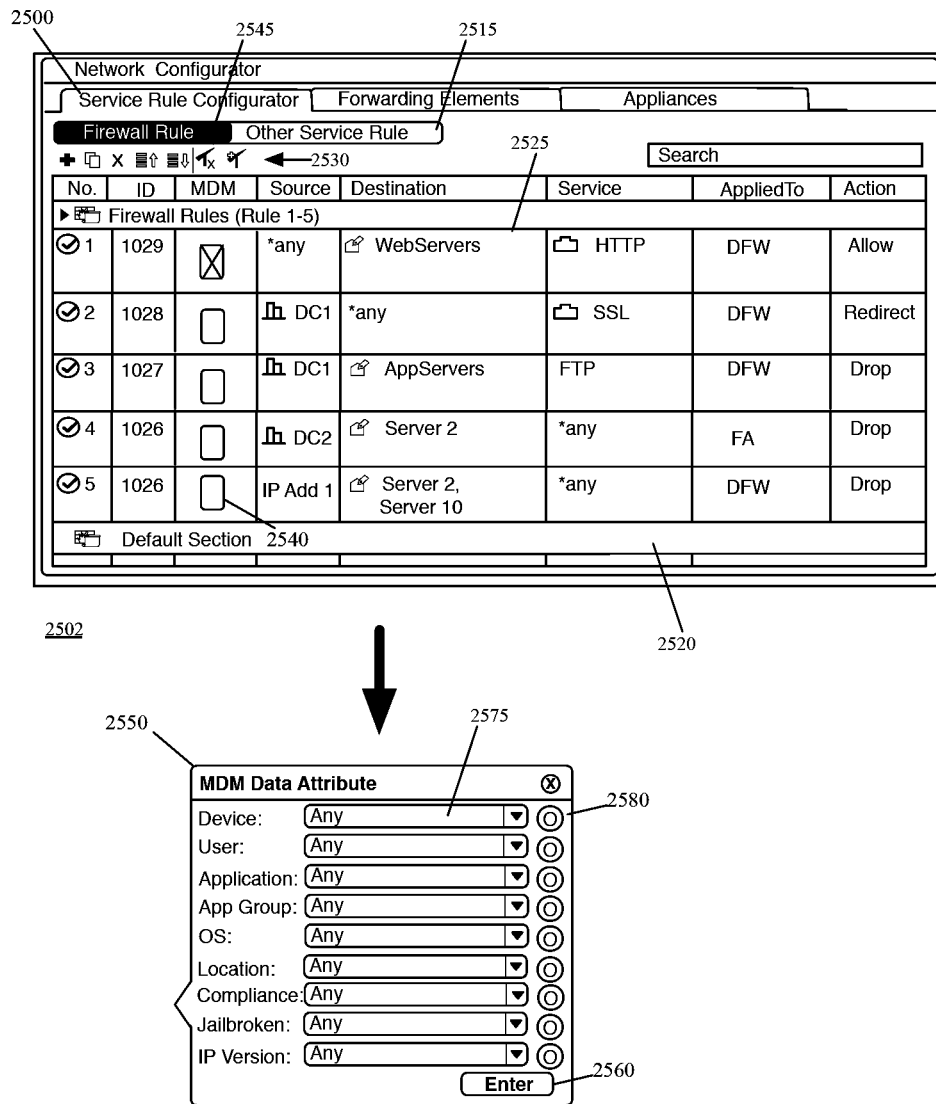 2500
2545
2515
Network Configurator
Service Rule Configurator Forwarding Elements Appliances
Firewall Rule Other Service Rule
2530 2525 Search
No. ID MDM Source Destination Service AppliedTo Action
Firewall Rules (Rule 1-5)
1 1029 *any WebServers HTTP DFW Allow
2 1028 DC1 *any SSL DFW Redirect
3 1027 DC1 AppServers FTP DFW Drop
4 1026 DC2 Server 2 *any FA Drop
5 1026 IP Add 1 Server 2, *any DFW Drop
Server 10
Default Section 2540
2502
2520
2550
2575
MDM Data Attribute X
Device: Any O 2580
User: Any O
Application: Any O
App Group: Any O
OS: Any O
Location: Any O
Compliance: Any O
Jailbroken: Any O
IP Version: Any O
Enter 2560